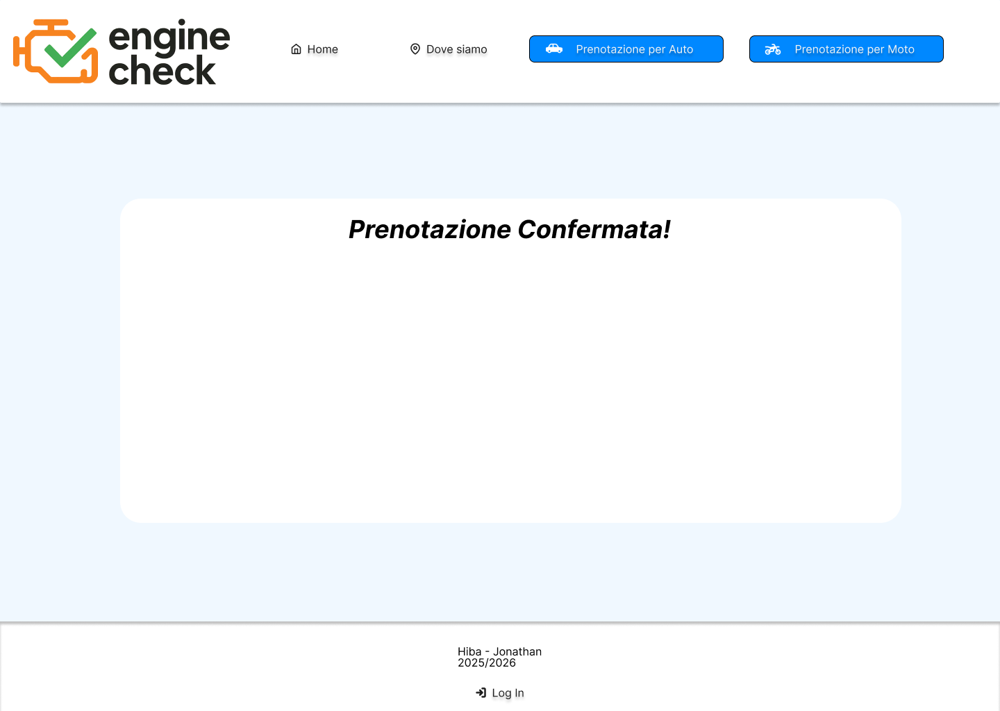 engine
check
Home
Dove siamo
Prenotazione per Auto
Prenotazione per Moto
Prenotazione Confermata!
Hiba - Jonathan
2025/2026
Log In